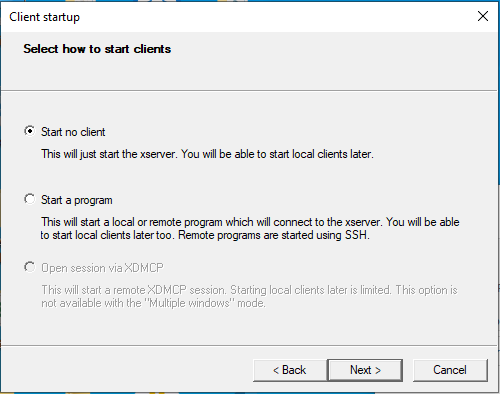 Client startup
Select how to start clients
Start no client
This will just start the xserver. You will be able to start local clients later.
Start a program
This will start a local or remote program which will connect to the xserver. You will be able
to start local clients later too. Remote programs are started using SSH.
Open session via XDMCP
This will start a remote XDMCP session. Starting local clients later is limited. This option is
not available with the "Multiple windows" mode.
< Back
Next >
Cancel